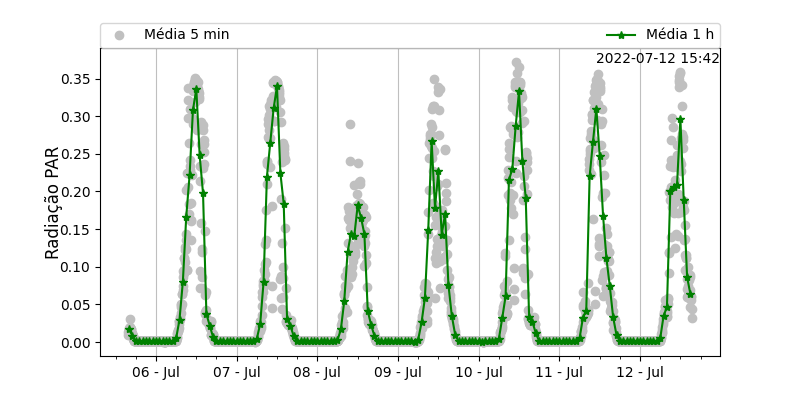 Média 5 min
Média 1 h
2022-07-12 15:42
Radiação PAR
0.35
0.30
0.25
0.20
0.15
0.10
0.05
0.00
06 - Jul
07 - Jul
08 - Jul
09 - Jul
10 - Jul
11 - Jul
12 - Jul